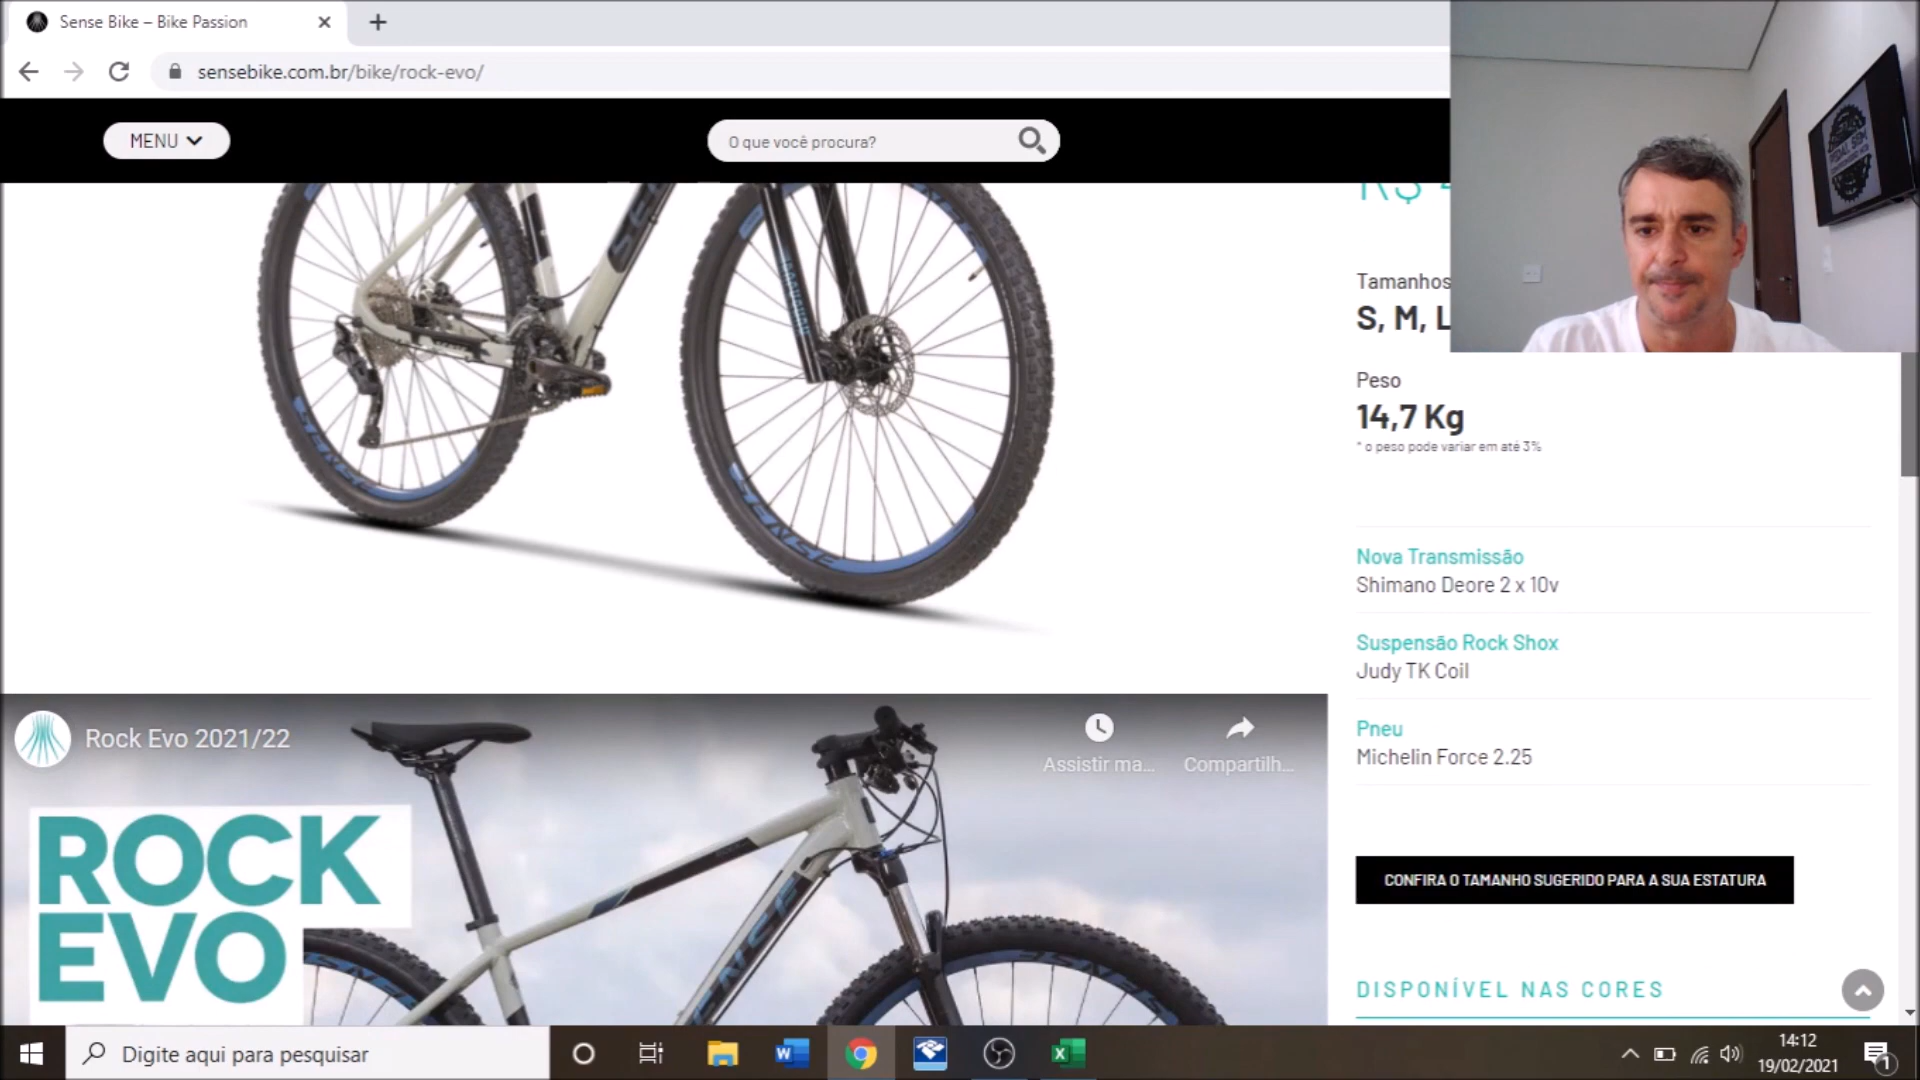 Sense Bike – Bike Passion
sensebike.com.br/bike/rock-evo/
MENU
O que você procura?
R$ 4
Tamanhos
S, M, L
Peso
14,7 Kg
* o peso pode variar em até 3%
Nova Transmissão
Shimano Deore 2 x 10v
Suspensão Rock Shox
Judy TK Coil
Pneu
Michelin Force 2.25
Rock Evo 2021/22
Assistir ma...
Compartilh...
ROCK
EVO
SENSE
CONFIRA O TAMANHO SUGERIDO PARA A SUA ESTATURA
DISPONÍVEL NAS CORES
Digite aqui para pesquisar
14:12
19/02/2021
1